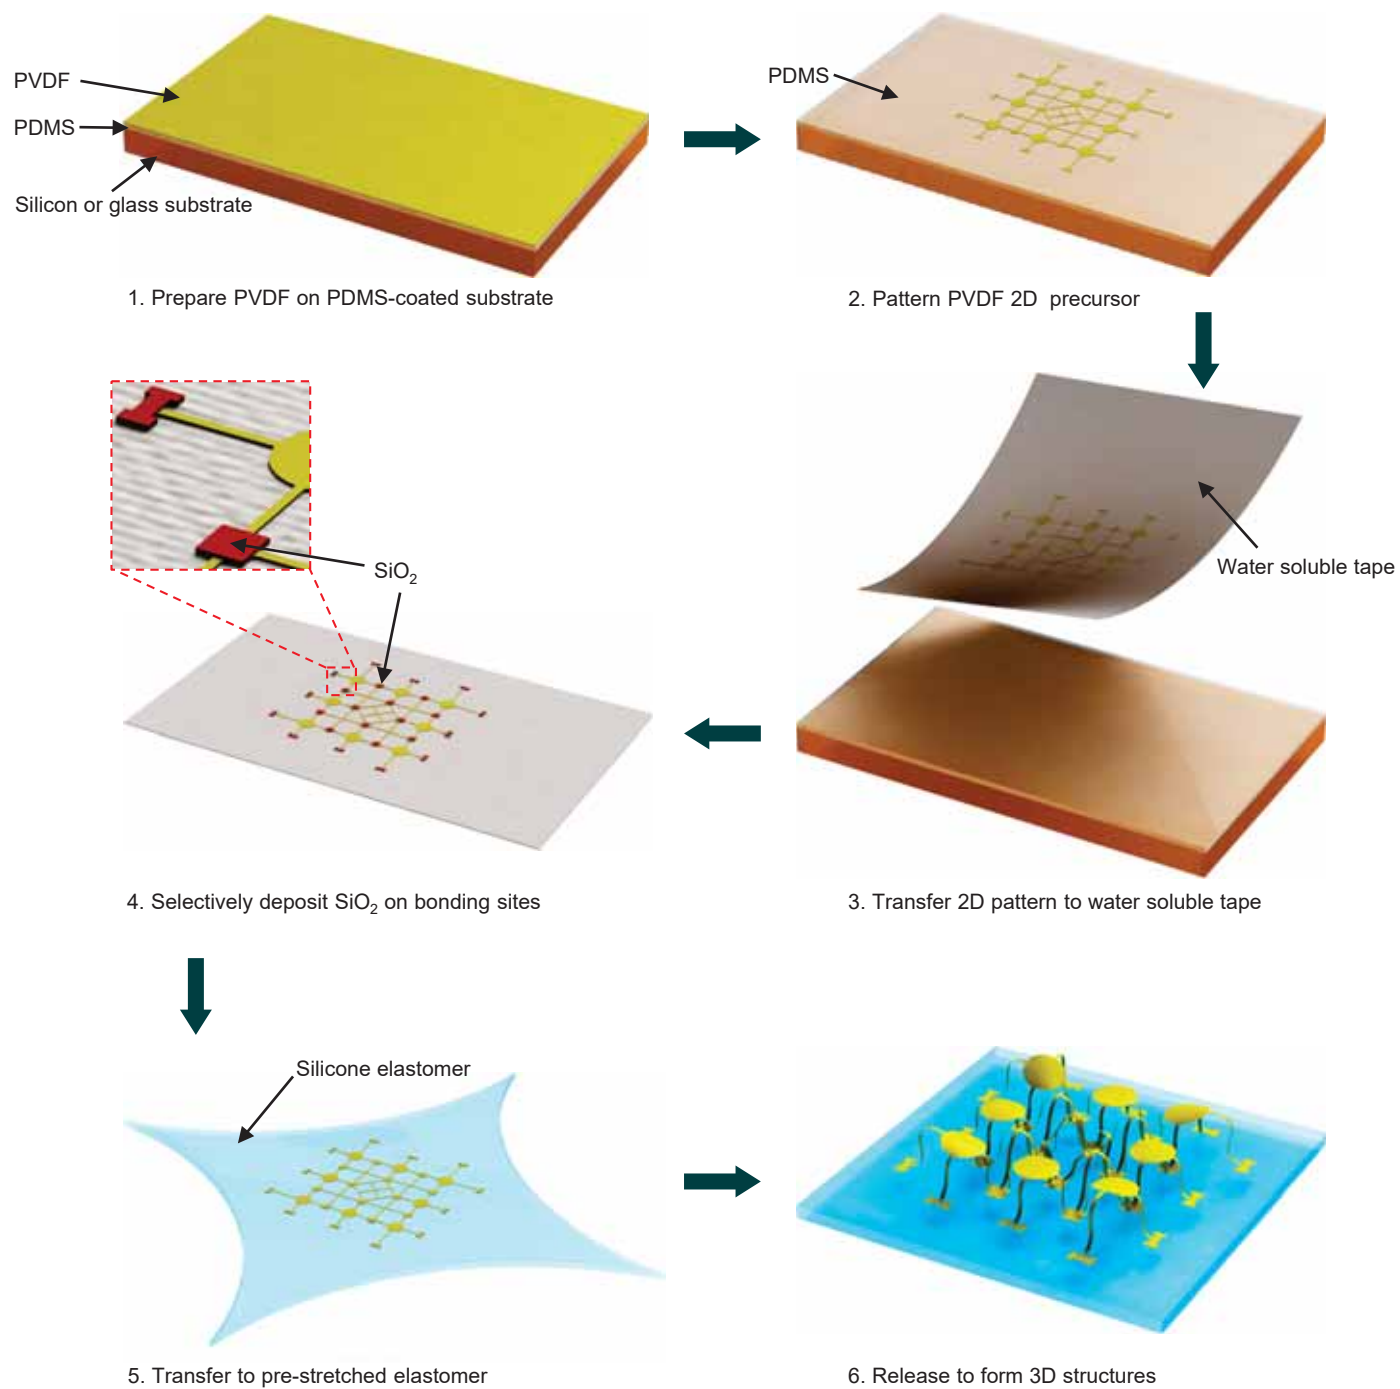 PVDF
PDMS
Silicon or glass substrate
1. Prepare PVDF on PDMS-coated substrate
PDMS
2. Pattern PVDF 2D precursor
Water soluble tape
3. Transfer 2D pattern to water soluble tape
SiO₂
4. Selectively deposit SiO₂ on bonding sites
Silicone elastomer
5. Transfer to pre-stretched elastomer
6. Release to form 3D structures